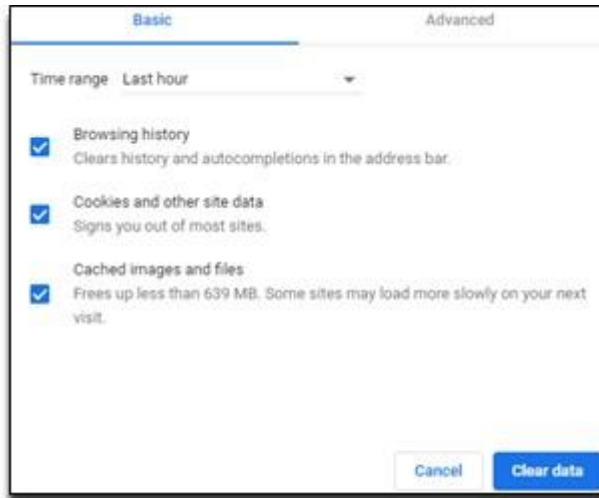 Basic Advanced
Time range Last hour
Browsing history
Clears history and autocompletions in the address bar.
Cookies and other site data
Signs you out of most sites.
Cached images and files
Frees up less than 639 MB. Some sites may load more slowly on your next
visit.
Cancel Clear data